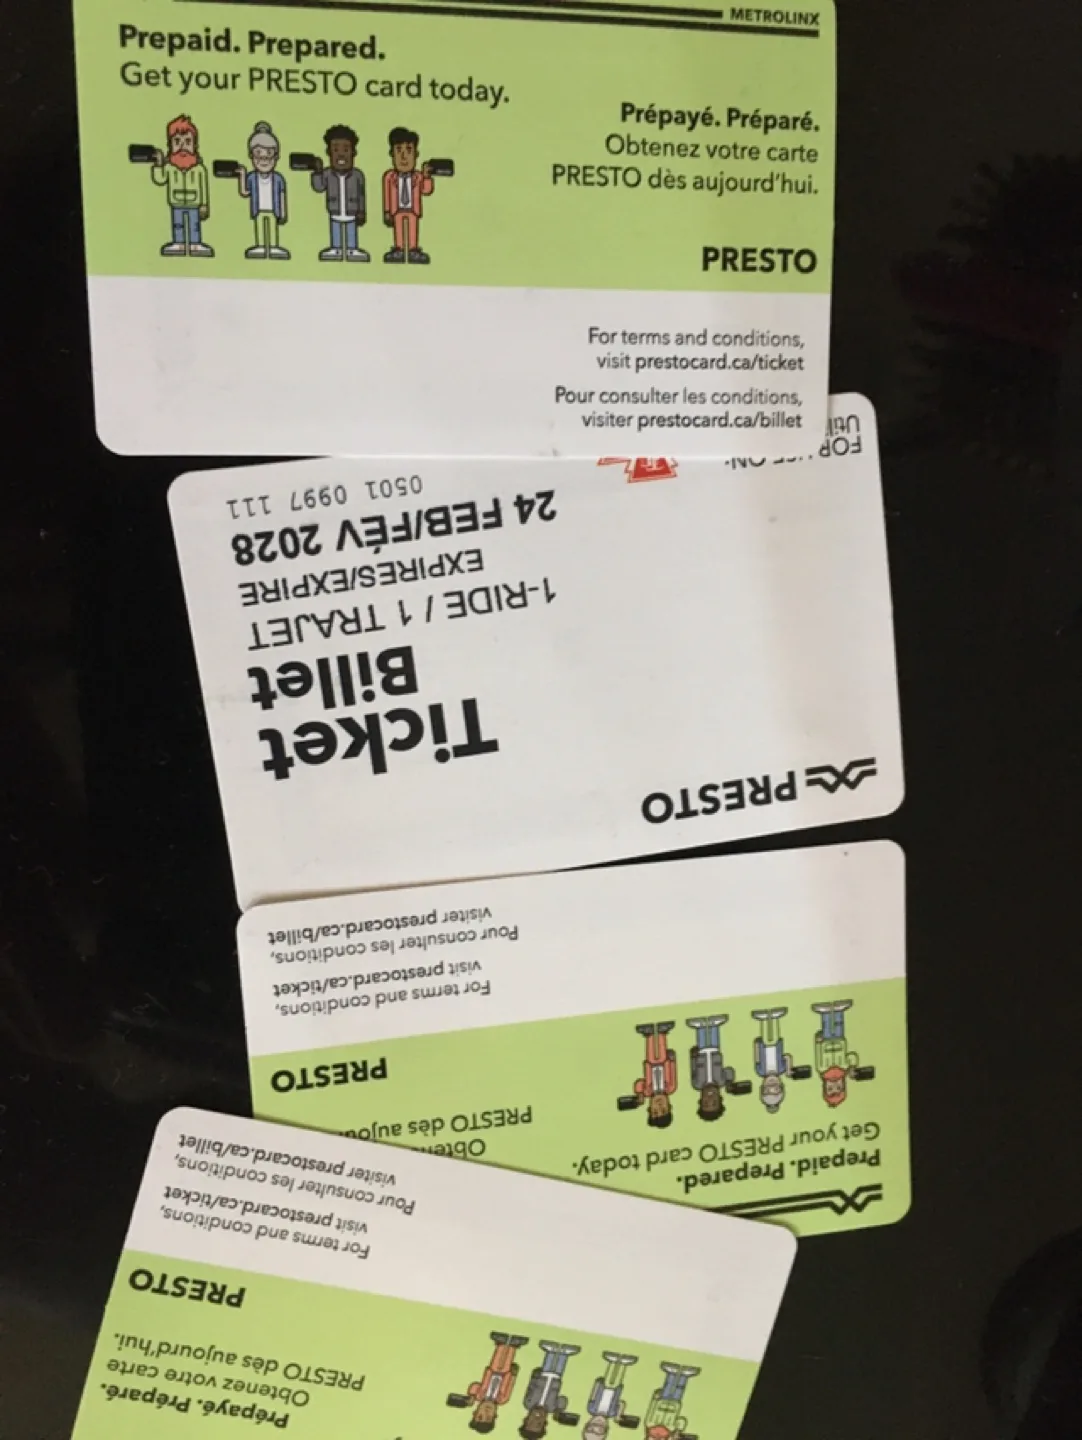 METROLINX
Prepaid. Prepared.
Get your PRESTO card today.
Prépayé. Préparé.
Obtenez votre carte
PRESTO dès aujourd'hui.
PRESTO
For terms and conditions,
visit prestocard.ca/ticket
Pour consulter les conditions,
visiter prestocard.ca/billet
PRESTO
Ticket
Billet
1-RIDE / 1 TRAJET
EXPIRES/EXPIRE
24 FEB/FÉV 2028
0501 0997 111
FOR USE ON:
Prepaid. Prepared.
Get your PRESTO card today.
PRESTO dès aujour
PRESTO
For terms and conditions,
visit prestocard.ca/ticket
Pour consulter les conditions,
visiter prestocard.ca/billet
Prépayé. Préparé.
Obtenez votre carte
PRESTO dès aujourd'hui.
PRESTO
For terms and conditions,
visit prestocard.ca/ticket
Pour consulter les conditions,
visiter prestocard.ca/billet